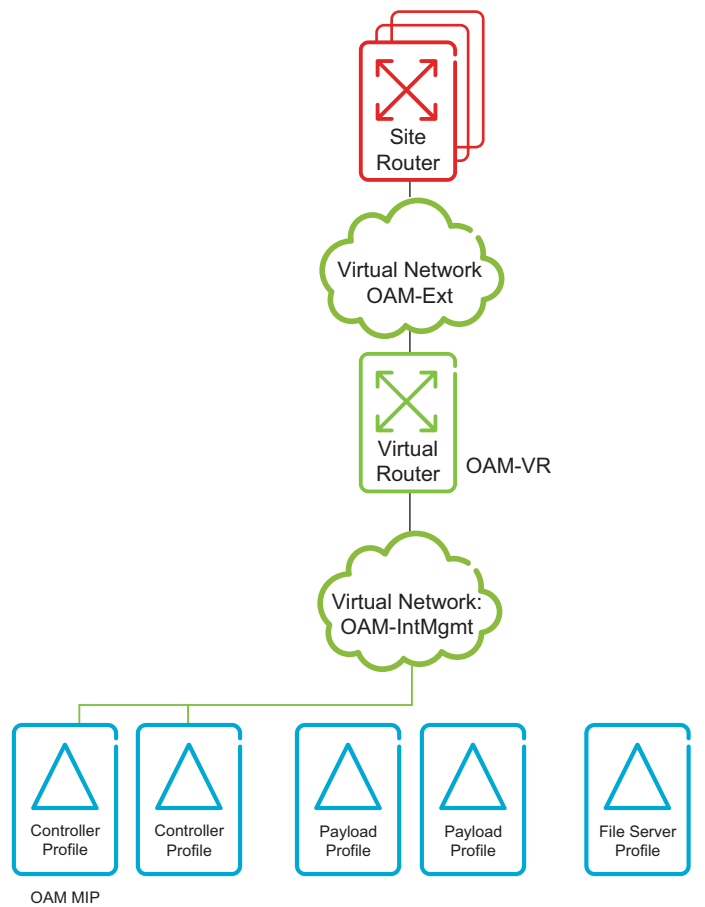 Site
Router
Virtual Network
OAM-Ext
Virtual
Router
OAM-VR
Virtual Network:
OAM-IntMgmt
Controller
Profile
Controller
Profile
Payload
Profile
Payload
Profile
File Server
Profile
OAM MIP